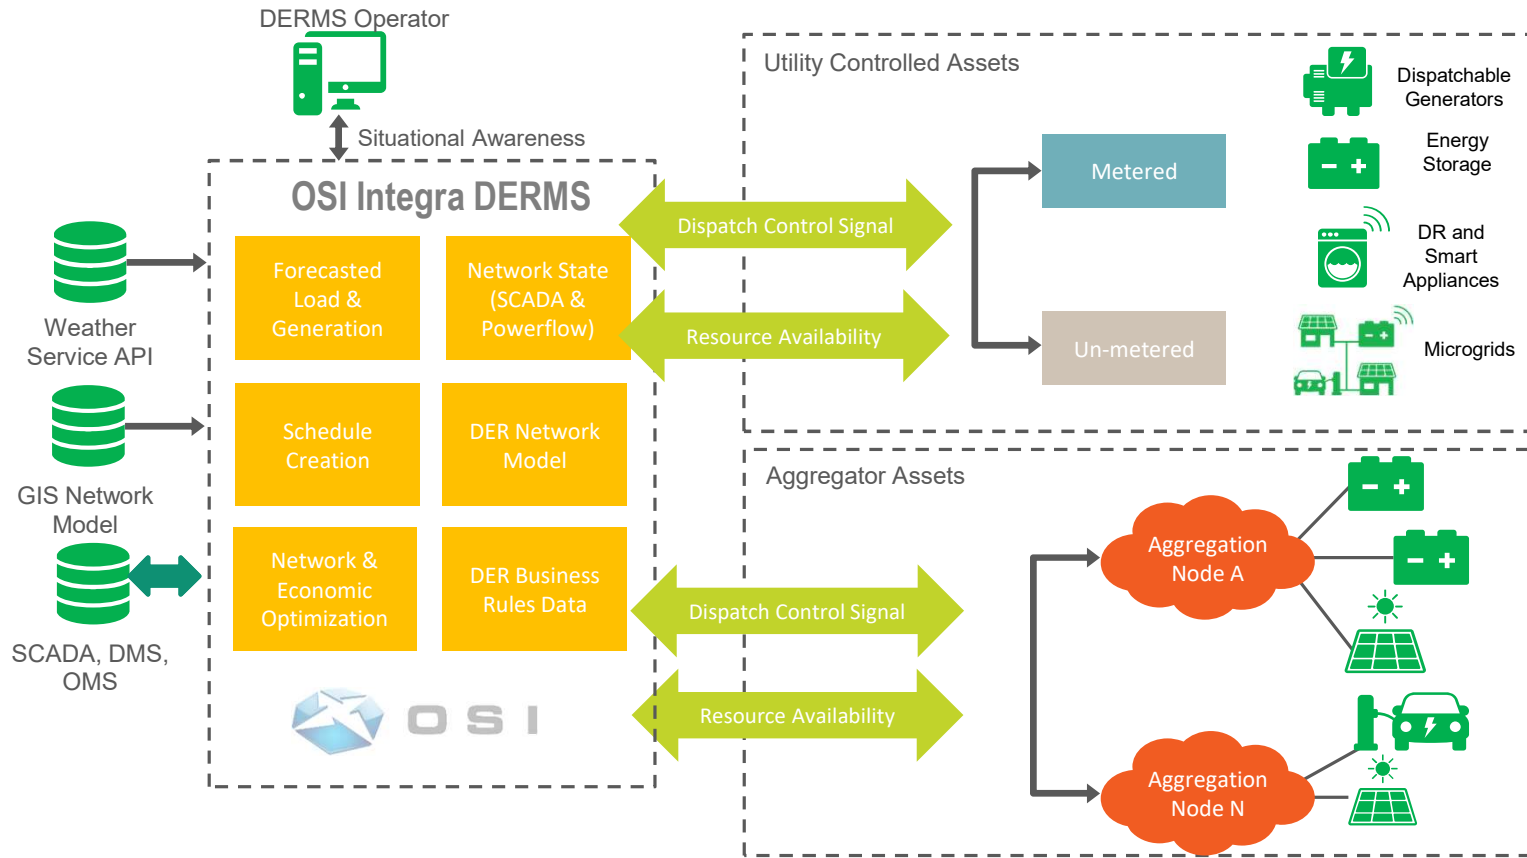 DERMS Operator
Situational Awareness
OSI Integra DERMS
Forecasted
Load &
Generation
Network State
(SCADA &
Powerflow)
Schedule
Creation
DER Network
Model
Network &
Economic
Optimization
DER Business
Rules Data
OSI
Weather
Service API
GIS Network
Model
SCADA, DMS,
OMS
Dispatch Control Signal
Resource Availability
Dispatch Control Signal
Resource Availability
Utility Controlled Assets
Metered
Un-metered
Dispatchable
Generators
Energy
Storage
DR and
Smart
Appliances
Microgrids
Aggregator Assets
Aggregation
Node A
Aggregation
Node N